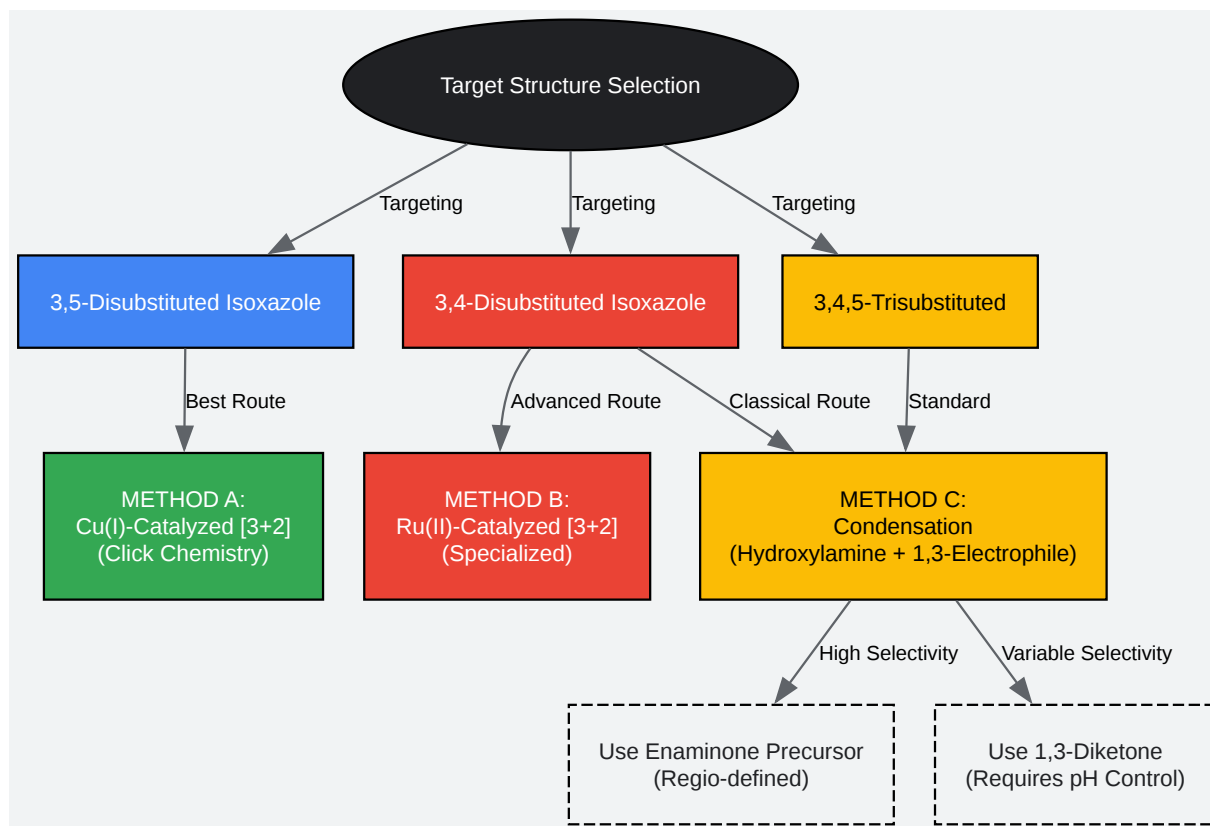 Target Structure Selection
Targeting
Targeting
Targeting
3,5-Disubstituted Isoxazole
3,4-Disubstituted Isoxazole
3,4,5-Trisubstituted
Best Route
Advanced Route
Classical Route
Standard
METHOD A:
Cu(I)-Catalyzed [3+2]
(Click Chemistry)
METHOD B:
Ru(II)-Catalyzed [3+2]
(Specialized)
METHOD C:
Condensation
(Hydroxylamine + 1,3-Electrophile)
High Selectivity
Variable Selectivity
Use Enaminone Precursor
(Regio-defined)
Use 1,3-Diketone
(Requires pH Control)